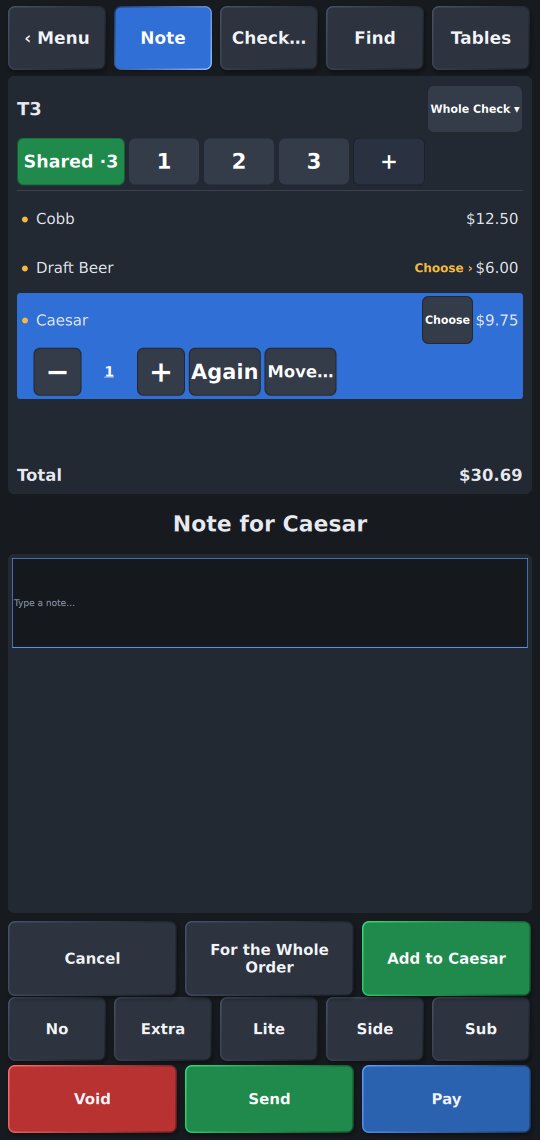 ‹ Menu
Note
Check...
Find
Tables
T3
Whole Check ▾
Shared ·3
1
2
3
+
Cobb
$12.50
Draft Beer
Choose ›
$6.00
Caesar
Choose
$9.75
−
1
+
Again
Move...
Total
$30.69
Note for Caesar
Type a note...
Cancel
For the Whole
Order
Add to Caesar
No
Extra
Lite
Side
Sub
Void
Send
Pay